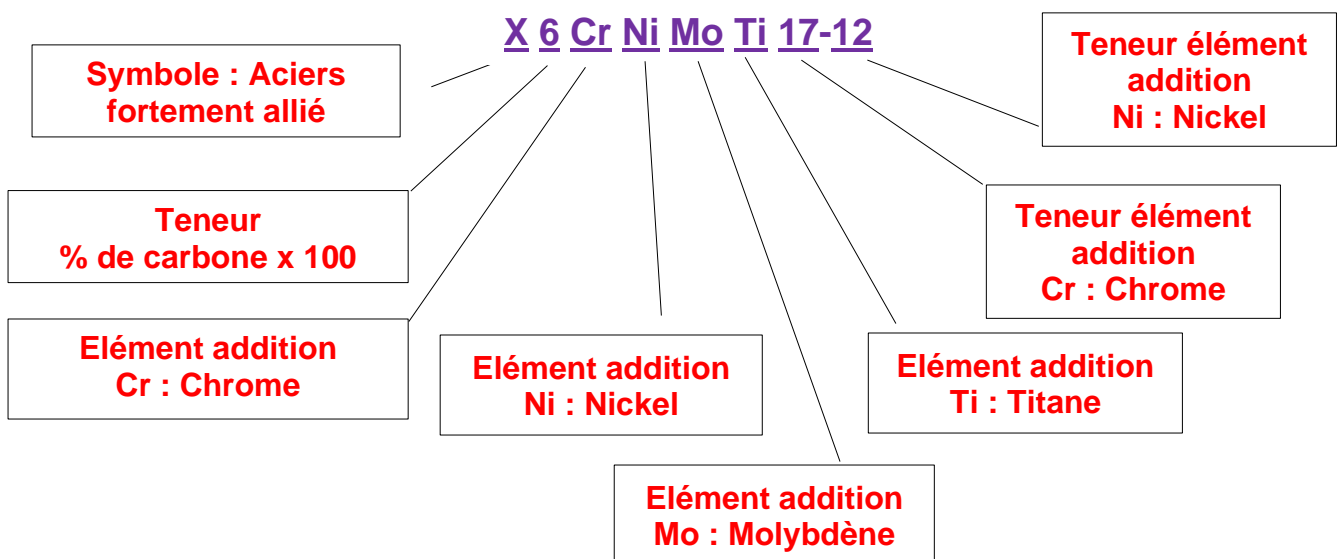 X 6 Cr Ni Mo Ti 17-12
Symbole : Aciers
fortement allié
Teneur élément
addition
Ni : Nickel
Teneur
% de carbone x 100
Teneur élément
addition
Cr : Chrome
Elément addition
Cr : Chrome
Elément addition
Ni : Nickel
Elément addition
Ti : Titane
Elément addition
Mo : Molybdène